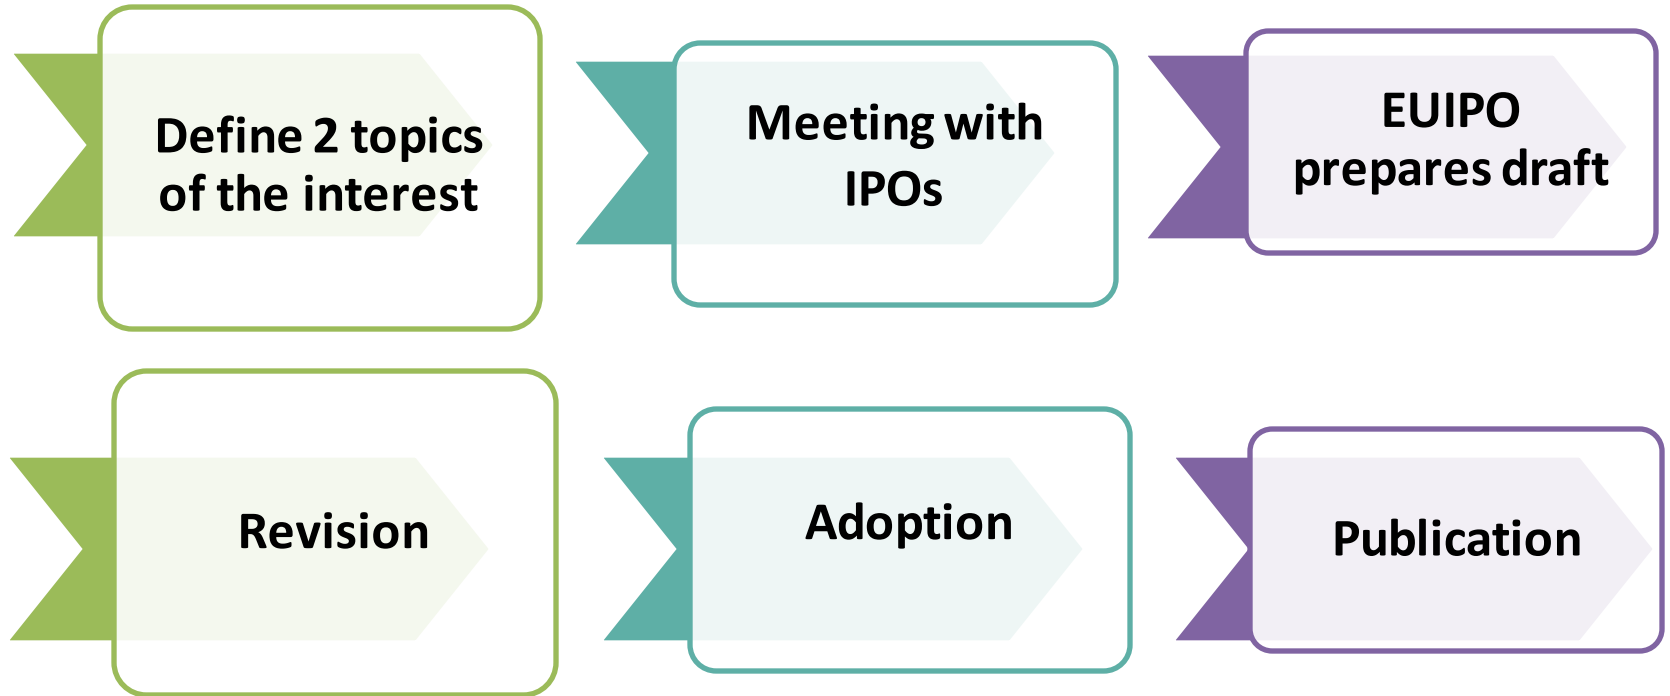 Define 2 topics
of the interest
Meeting with
IPOs
EUIPO
prepares draft
Revision
Adoption
Publication